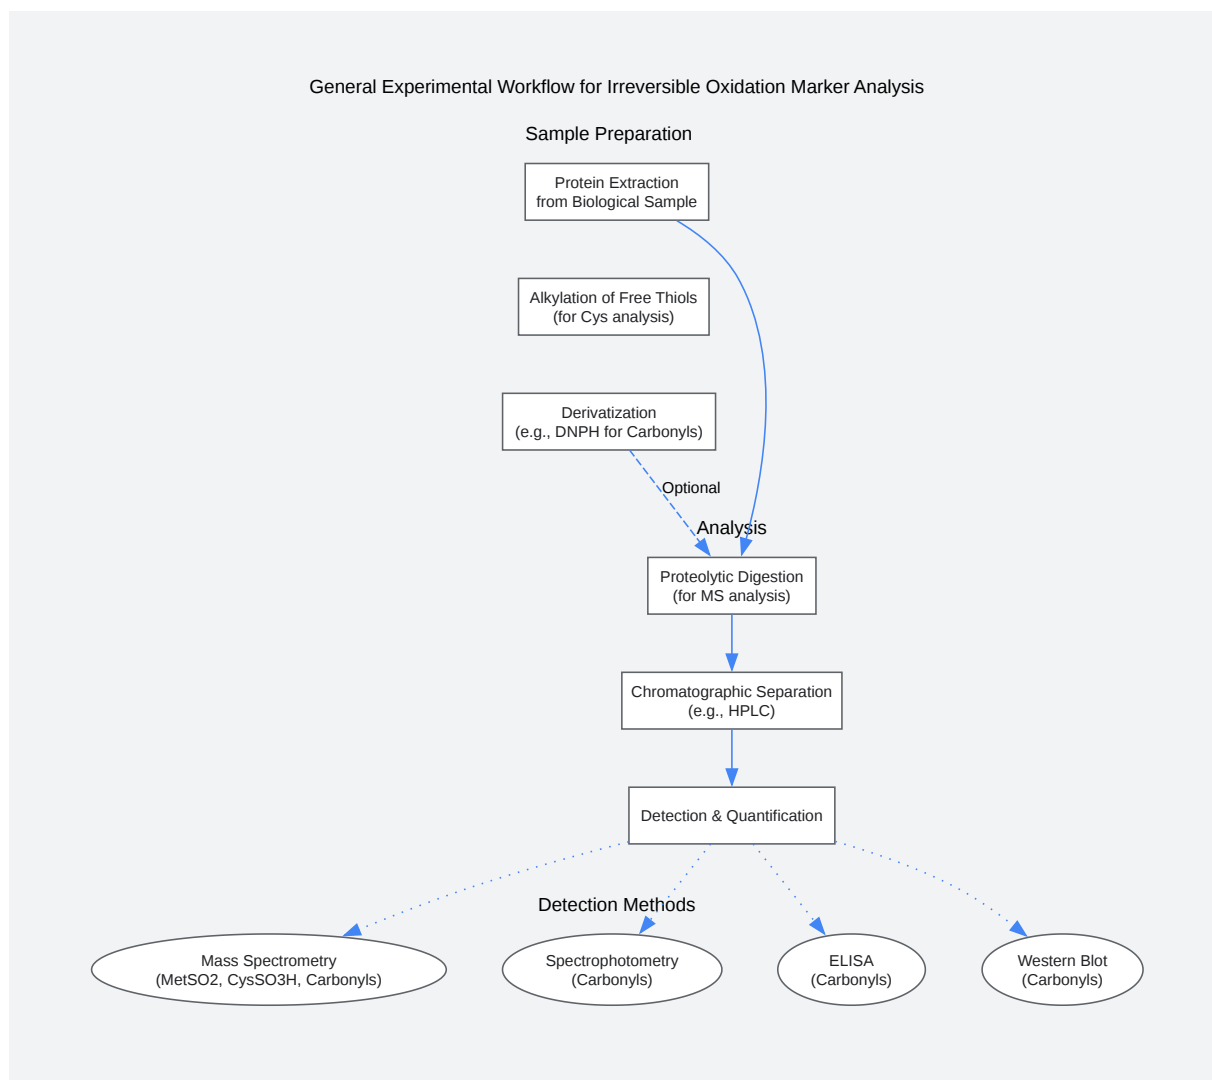 General Experimental Workflow for Irreversible Oxidation Marker Analysis
Sample Preparation
Protein Extraction
from Biological Sample
Alkylation of Free Thiols
(for Cys analysis)
Derivatization
(e.g., DNPH for Carbonyls)
Optional
Analysis
Proteolytic Digestion
(for MS analysis)
Chromatographic Separation
(e.g., HPLC)
Detection & Quantification
Detection Methods
Mass Spectrometry
(MetSO2, CysSO3H, Carbonyls)
Spectrophotometry
(Carbonyls)
ELISA
(Carbonyls)
Western Blot
(Carbonyls)